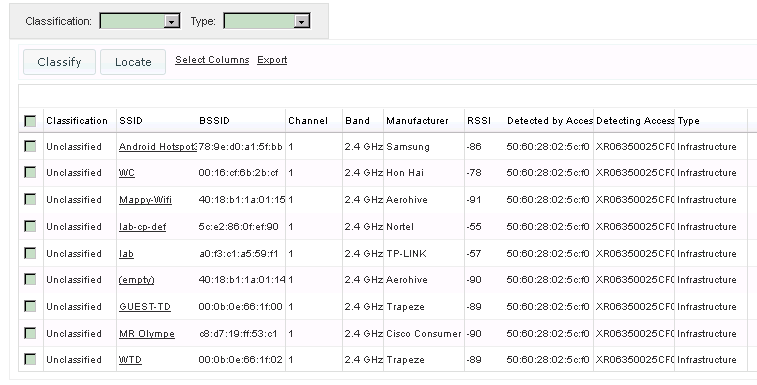 Classification: Type:
Classify Locate Select Columns Export
Classification SSID BSSID Channel Band Manufacturer RSSI Detected by Acces Detecting Access Type
Unclassified Android Hotspot 78:9e:d0:a1:5f:bb 1 2.4 GHz Samsung -86 50:60:28:02:5c:f0 XR06350025CF0 Infrastructure
Unclassified WC 00:16:cf:6b:2b:cf 1 2.4 GHz Hon Hai -78 50:60:28:02:5c:f0 XR06350025CF0 Infrastructure
Unclassified Mappy-Wifi 40:18:b1:1a:01:15 1 2.4 GHz Aerohive -91 50:60:28:02:5c:f0 XR06350025CF0 Infrastructure
Unclassified lab-cp-def 5c:e2:86:0f:ef:90 1 2.4 GHz Nortel -55 50:60:28:02:5c:f0 XR06350025CF0 Infrastructure
Unclassified lab a0:f3:c1:a5:59:f1 1 2.4 GHz TP-LINK -57 50:60:28:02:5c:f0 XR06350025CF0 Infrastructure
Unclassified (empty) 40:18:b1:1a:01:14 1 2.4 GHz Aerohive -90 50:60:28:02:5c:f0 XR06350025CF0 Infrastructure
Unclassified GUEST-TD 00:0b:0e:66:1f:00 1 2.4 GHz Trapeze -89 50:60:28:02:5c:f0 XR06350025CF0 Infrastructure
Unclassified MR Olympe c8:d7:19:ff:53:c1 1 2.4 GHz Cisco Consumer -90 50:60:28:02:5c:f0 XR06350025CF0 Infrastructure
Unclassified WTD 00:0b:0e:66:1f:02 1 2.4 GHz Trapeze -89 50:60:28:02:5c:f0 XR06350025CF0 Infrastructure